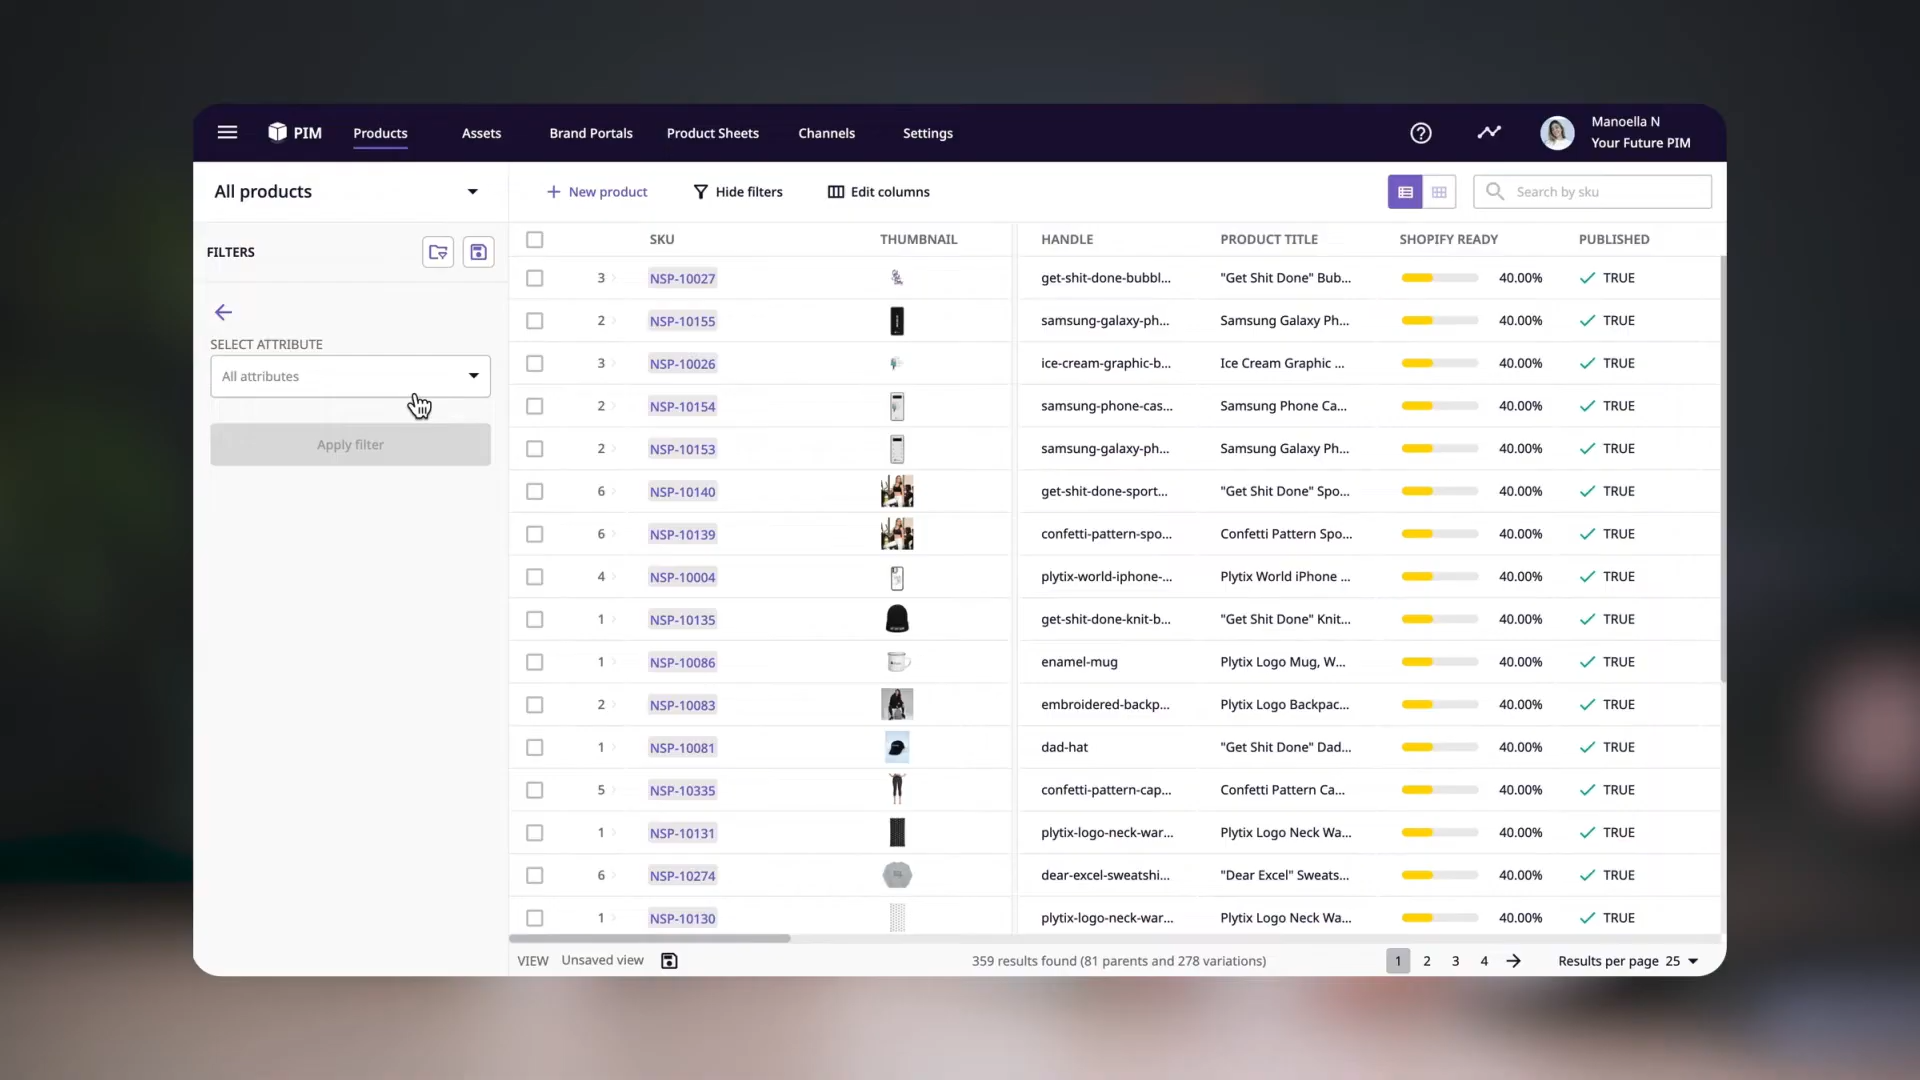 PIM Products Assets Brand Portals Product Sheets Channels Settings
Manoella N
Your Future PIM
All products
New product Hide filters Edit columns Search by sku
FILTERS
SELECT ATTRIBUTE
All attributes
Apply filter
SKU THUMBNAIL HANDLE PRODUCT TITLE SHOPIFY READY PUBLISHED
3 NSP-10027 get-shit-done-bubbl... "Get Shit Done" Bub... 40.00% TRUE
2 NSP-10155 samsung-galaxy-ph... Samsung Galaxy Ph... 40.00% TRUE
3 NSP-10026 ice-cream-graphic-b... Ice Cream Graphic ... 40.00% TRUE
2 NSP-10154 samsung-phone-cas... Samsung Phone Ca... 40.00% TRUE
2 NSP-10153 samsung-galaxy-ph... Samsung Galaxy Ph... 40.00% TRUE
6 NSP-10140 get-shit-done-sport... "Get Shit Done" Spo... 40.00% TRUE
6 NSP-10139 confetti-pattern-spo... Confetti Pattern Spo... 40.00% TRUE
4 NSP-10004 plytix-world-iphone-... Plytix World iPhone ... 40.00% TRUE
1 NSP-10135 get-shit-done-knit-b... "Get Shit Done" Knit... 40.00% TRUE
1 NSP-10086 enamel-mug Plytix Logo Mug, W... 40.00% TRUE
2 NSP-10083 embroidered-backp... Plytix Logo Backpac... 40.00% TRUE
1 NSP-10081 dad-hat "Get Shit Done" Dad... 40.00% TRUE
5 NSP-10335 confetti-pattern-cap... Confetti Pattern Ca... 40.00% TRUE
1 NSP-10131 plytix-logo-neck-war... Plytix Logo Neck Wa... 40.00% TRUE
6 NSP-10274 dear-excel-sweatshi... "Dear Excel" Sweats... 40.00% TRUE
1 NSP-10130 plytix-logo-neck-war... Plytix Logo Neck Wa... 40.00% TRUE
VIEW Unsaved view 359 results found (81 parents and 278 variations) 1 2 3 4 Results per page 25